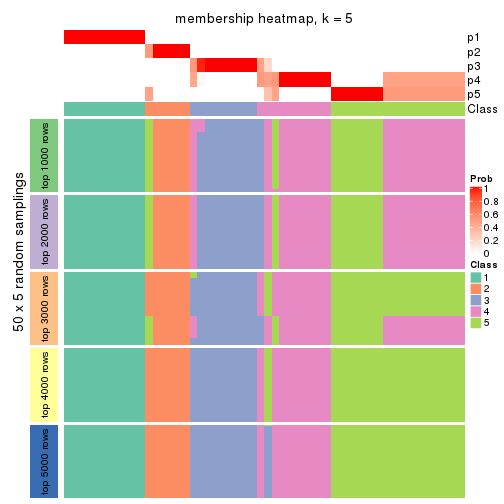 membership heatmap, k = 5
p1
p2
p3
p4
p5
Class
50 x 5 random samplings
top 1000 rows
top 2000 rows
top 3000 rows
top 4000 rows
top 5000 rows
Prob
1
0.8
0.6
0.4
0.2
0
Class
1
2
3
4
5